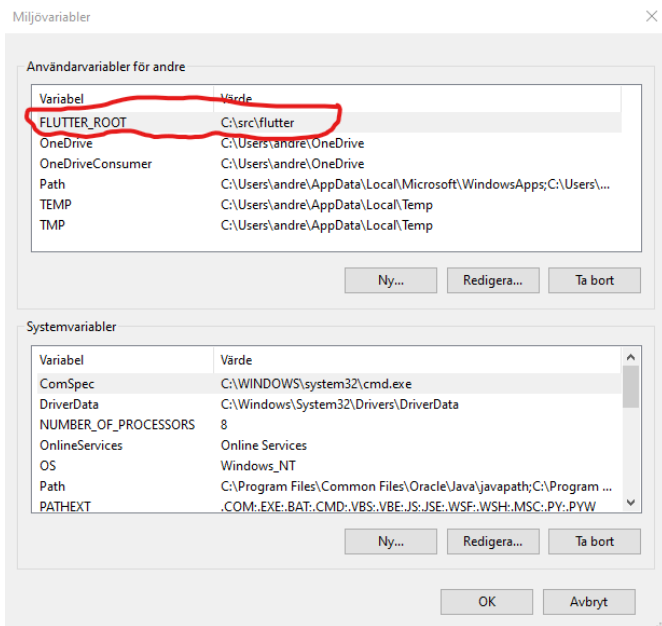 Miljövariabler
Användarvariabler för andre
Variabel Värde
FLUTTER_ROOT C:\src\flutter
OneDrive C:\Users\andre\OneDrive
OneDriveConsumer C:\Users\andre\OneDrive
Path C:\Users\andre\AppData\Local\Microsoft\WindowsApps;C:\Users\...
TEMP C:\Users\andre\AppData\Local\Temp
TMP C:\Users\andre\AppData\Local\Temp
Ny... Redigera... Ta bort
Systemvariabler
Variabel Värde
ComSpec C:\WINDOWS\system32\cmd.exe
DriverData C:\Windows\System32\Drivers\DriverData
NUMBER_OF_PROCESSORS 8
OnlineServices Online Services
OS Windows_NT
Path C:\Program Files\Common Files\Oracle\Java\javapath;C:\Program ...
PATHEXT .COM;.EXE;.BAT;.CMD;.VBS;.VBE;.JS;.JSE;.WSF;.WSH;.MSC;.PY;.PYW
Ny... Redigera... Ta bort
OK Avbryt